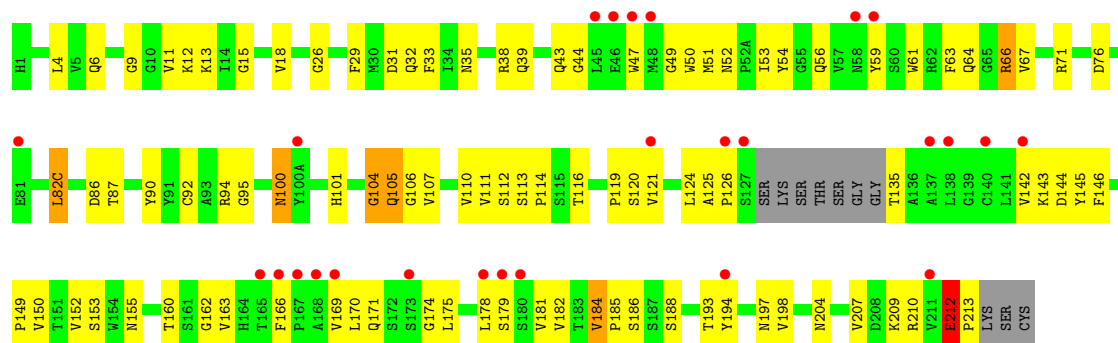 H1 L4 V5 Q6 G9 G10 V11 K12 K13 I14 G15 V18 G26 F29 M30 D31 Q32 F33 I34 N35 R38 Q39 Q43 G44 L45 E46 W47 M48 G49 W50 M51 N52 P52A I53 Y54 G55 Q56 V57 N58 Y59 S60 W61 R62 F63 Q64 G65 R66 V67 R71 D76
E81 L82C D86 T87 Y90 Y91 C92 A93 R94 G95 N100 Y100A H101 G104 Q105 G106 V107 V110 V111 S112 S113 P114 S115 T116 P119 S120 V121 L124 A125 P126 S127 SER LYS SER THR SER GLY GLY T135 A136 A137 L138 G139 C140 L141 V142 K143 D144 Y145 F146
P149 V150 T151 V152 S153 W154 N155 T160 S161 G162 V163 H164 T165 F166 P167 A168 V169 L170 Q171 S172 S173 G174 L175 L178 S179 S180 V181 V182 T183 V184 P185 S186 S187 S188 T193 Y194 N197 V198 N204 V207 D208 K209 R210 V211 E212 P213 LYS SER CYS